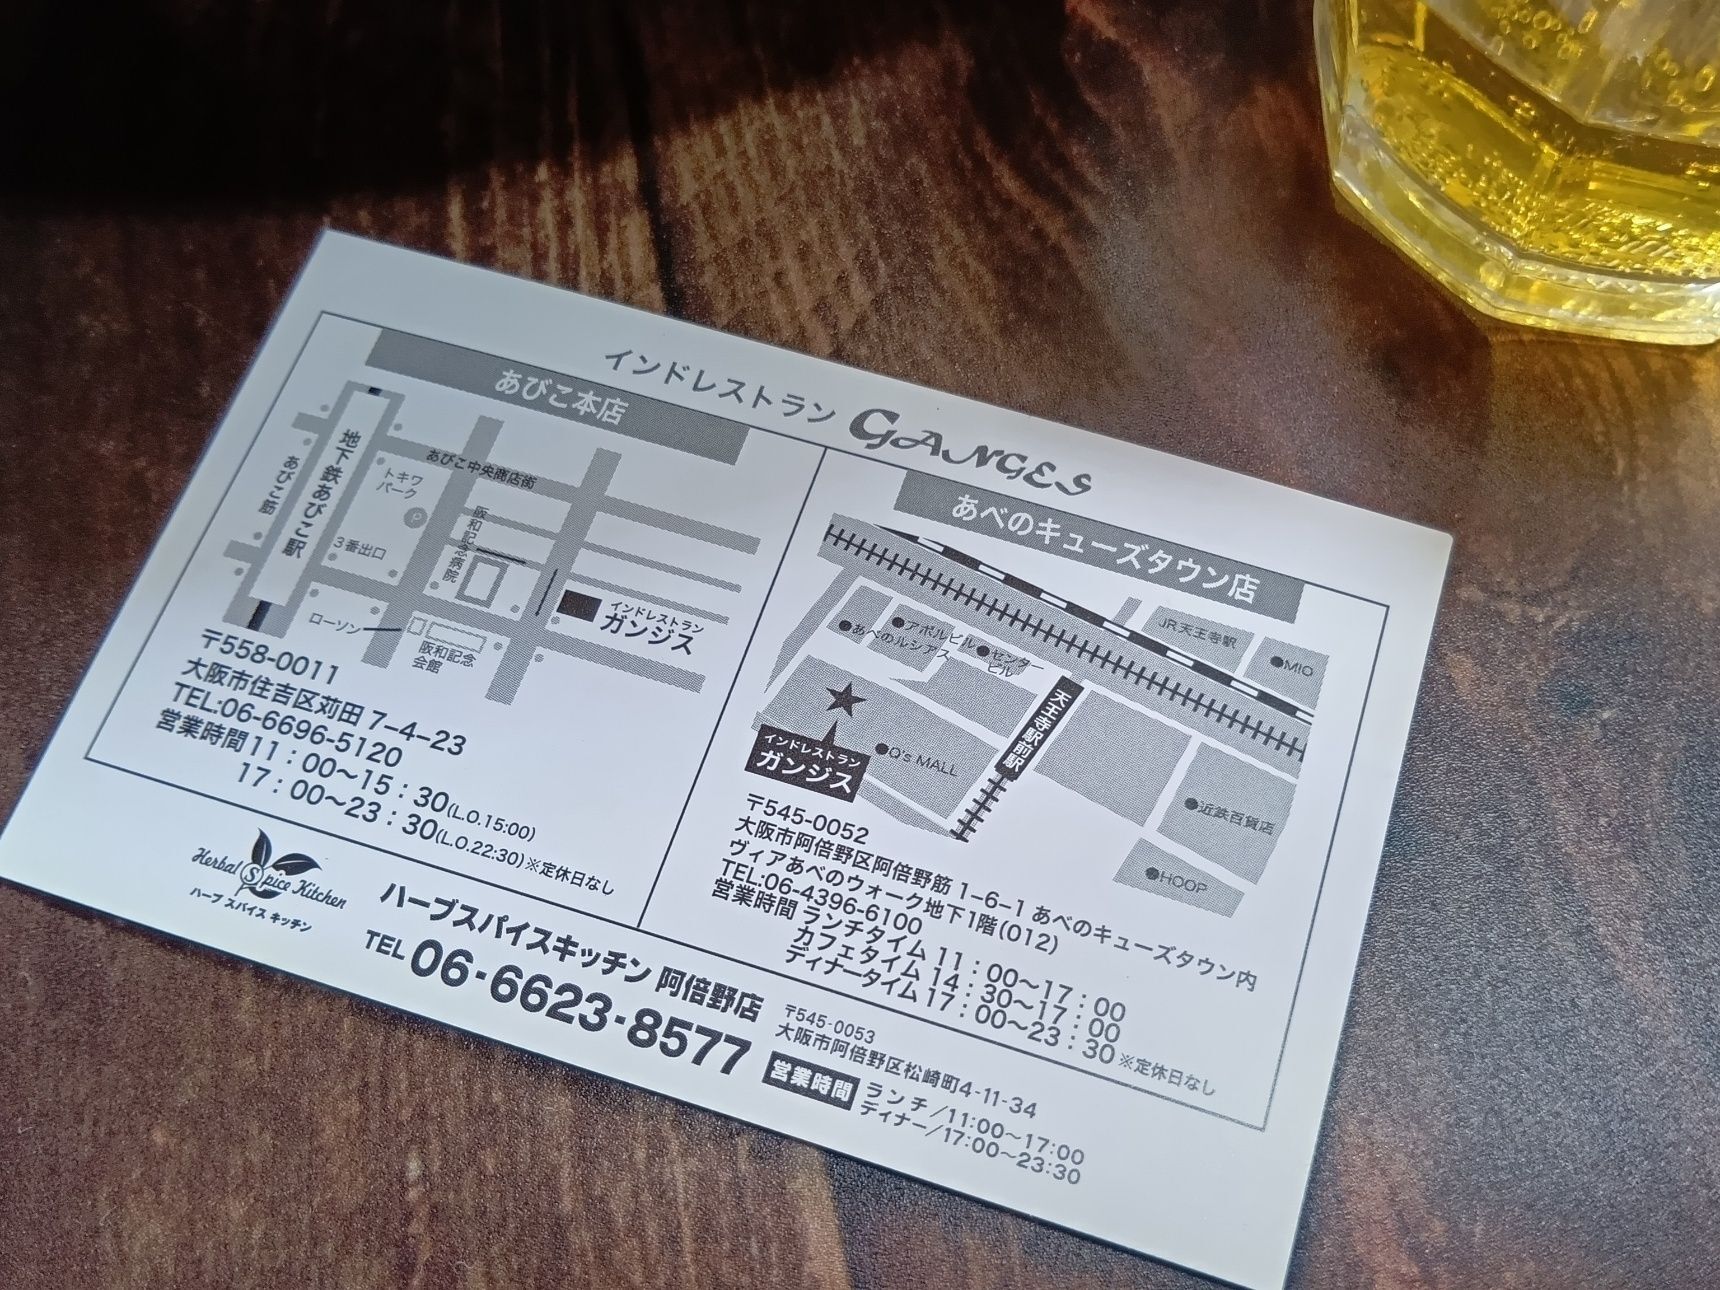 インドレストラン GANGES
あびこ本店
地下鉄あびこ駅
あびこ筋
トキワ
パーク
P
3番出口
あびこ中央商店街
阪和記念病院
ローソン
阪和記念
会館
インドレストラン
ガンジス
〒558-0011
大阪市住吉区苅田 7-4-23
TEL:06-6696-5120
営業時間11:00〜15:30(L.O.15:00)
17:00〜23:30(L.O.22:30)※定休日なし
あべのキューズタウン店
JR天王寺駅
●MIO
●アポルビル
●あべのルシアス
●センター
ビル
天王寺駅前駅
●Q's MALL
インドレストラン
ガンジス
●近鉄百貨店
●HOOP
〒545-0052
大阪市阿倍野区阿倍野筋 1-6-1 あべのキューズタウン内
ヴィアあべのウォーク地下1階(012)
TEL:06-4396-6100
営業時間 ランチタイム 11:00〜17:00
カフェタイム 14:30〜17:00
ディナータイム 17:00〜23:30 ※定休日なし
Herbal Spice Kitchen
ハーブ スパイス キッチン
ハーブスパイスキッチン 阿倍野店
TEL 06・6623・8577
〒545-0053
大阪市阿倍野区松崎町4-11-34
営業時間 ランチ/11:00〜17:00
ディナー/17:00〜23:30